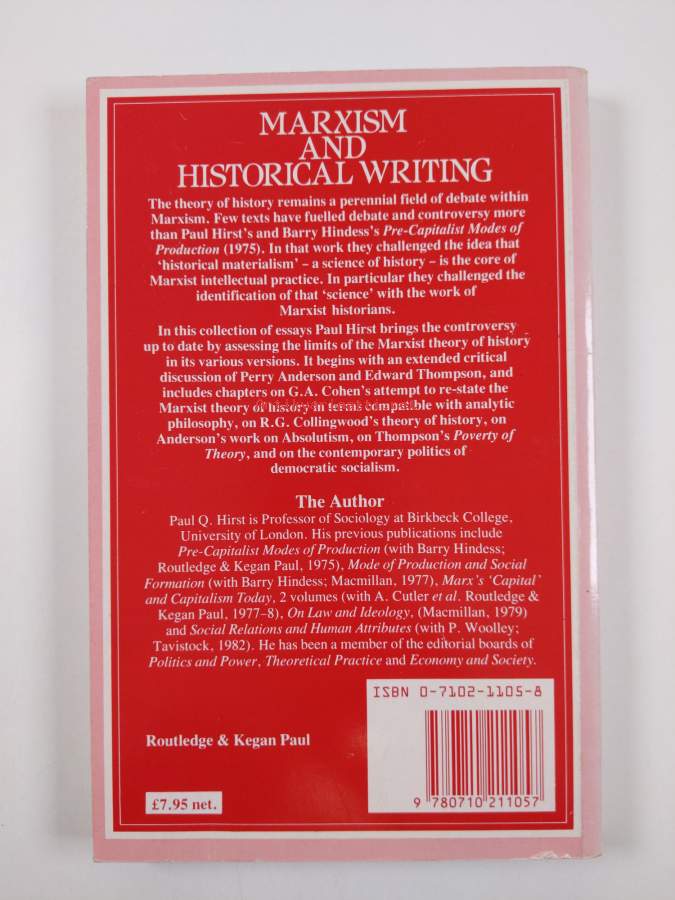 MARXISM
AND
HISTORICAL WRITING
The theory of history remains a perennial field of debate within
Marxism. Few texts have fuelled debate and controversy more
than Paul Hirst's and Barry Hindess's Pre-Capitalist Modes of
Production (1975). In that work they challenged the idea that
'historical materialism' – a science of history – is the core of
Marxist intellectual practice. In particular they challenged the
identification of that 'science' with the work of
Marxist historians.
In this collection of essays Paul Hirst brings the controversy
up to date by assessing the limits of the Marxist theory of history
in its various versions. It begins with an extended critical
discussion of Perry Anderson and Edward Thompson, and
includes chapters on G.A. Cohen's attempt to re-state the
Marxist theory of history in terms compatible with analytic
philosophy, on R.G. Collingwood's theory of history, on
Anderson's work on Absolutism, on Thompson's Poverty of
Theory, and on the contemporary politics of
democratic socialism.
The Author
Paul Q. Hirst is Professor of Sociology at Birkbeck College,
University of London. His previous publications include
Pre-Capitalist Modes of Production (with Barry Hindess;
Routledge & Kegan Paul, 1975), Mode of Production and Social
Formation (with Barry Hindess; Macmillan, 1977), Marx's 'Capital'
and Capitalism Today, 2 volumes (with A. Cutler et al. Routledge &
Kegan Paul, 1977–8), On Law and Ideology, (Macmillan, 1979)
and Social Relations and Human Attributes (with P. Woolley;
Tavistock, 1982). He has been a member of the editorial boards of
Politics and Power, Theoretical Practice and Economy and Society.
ISBN 0-7102-1105-8
Routledge & Kegan Paul
£7.95 net.
9 780710 211057